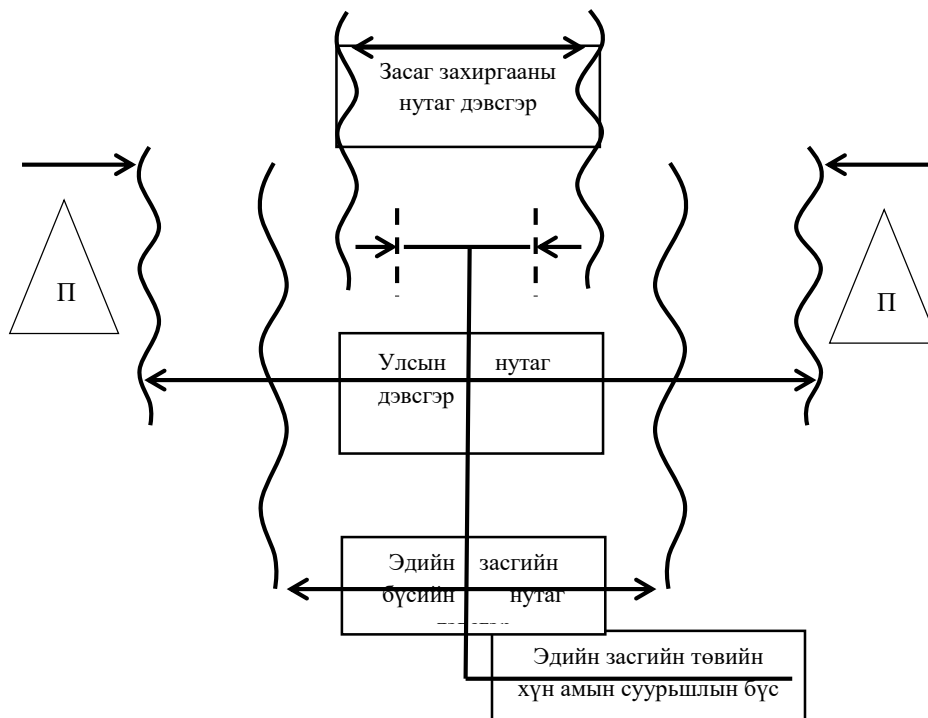 Засаг захиргааны
нутаг дэвсгэр
П
П
Улсын нутаг
дэвсгэр
Эдийн засгийн
бүсийн нутаг
Эдийн засгийн төвийн
хүн амын суурьшлын бүс